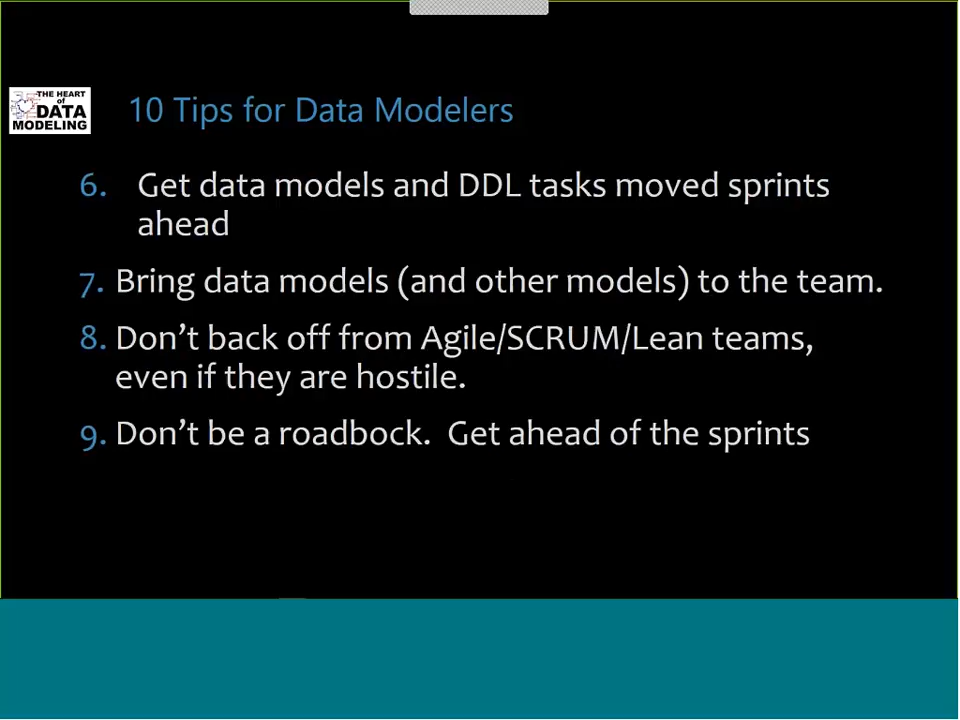 THE HEART
of
DATA
MODELING
10 Tips for Data Modelers
6. Get data models and DDL tasks moved sprints
ahead
7. Bring data models (and other models) to the team.
8. Don’t back off from Agile/SCRUM/Lean teams,
even if they are hostile.
9. Don’t be a roadbock. Get ahead of the sprints